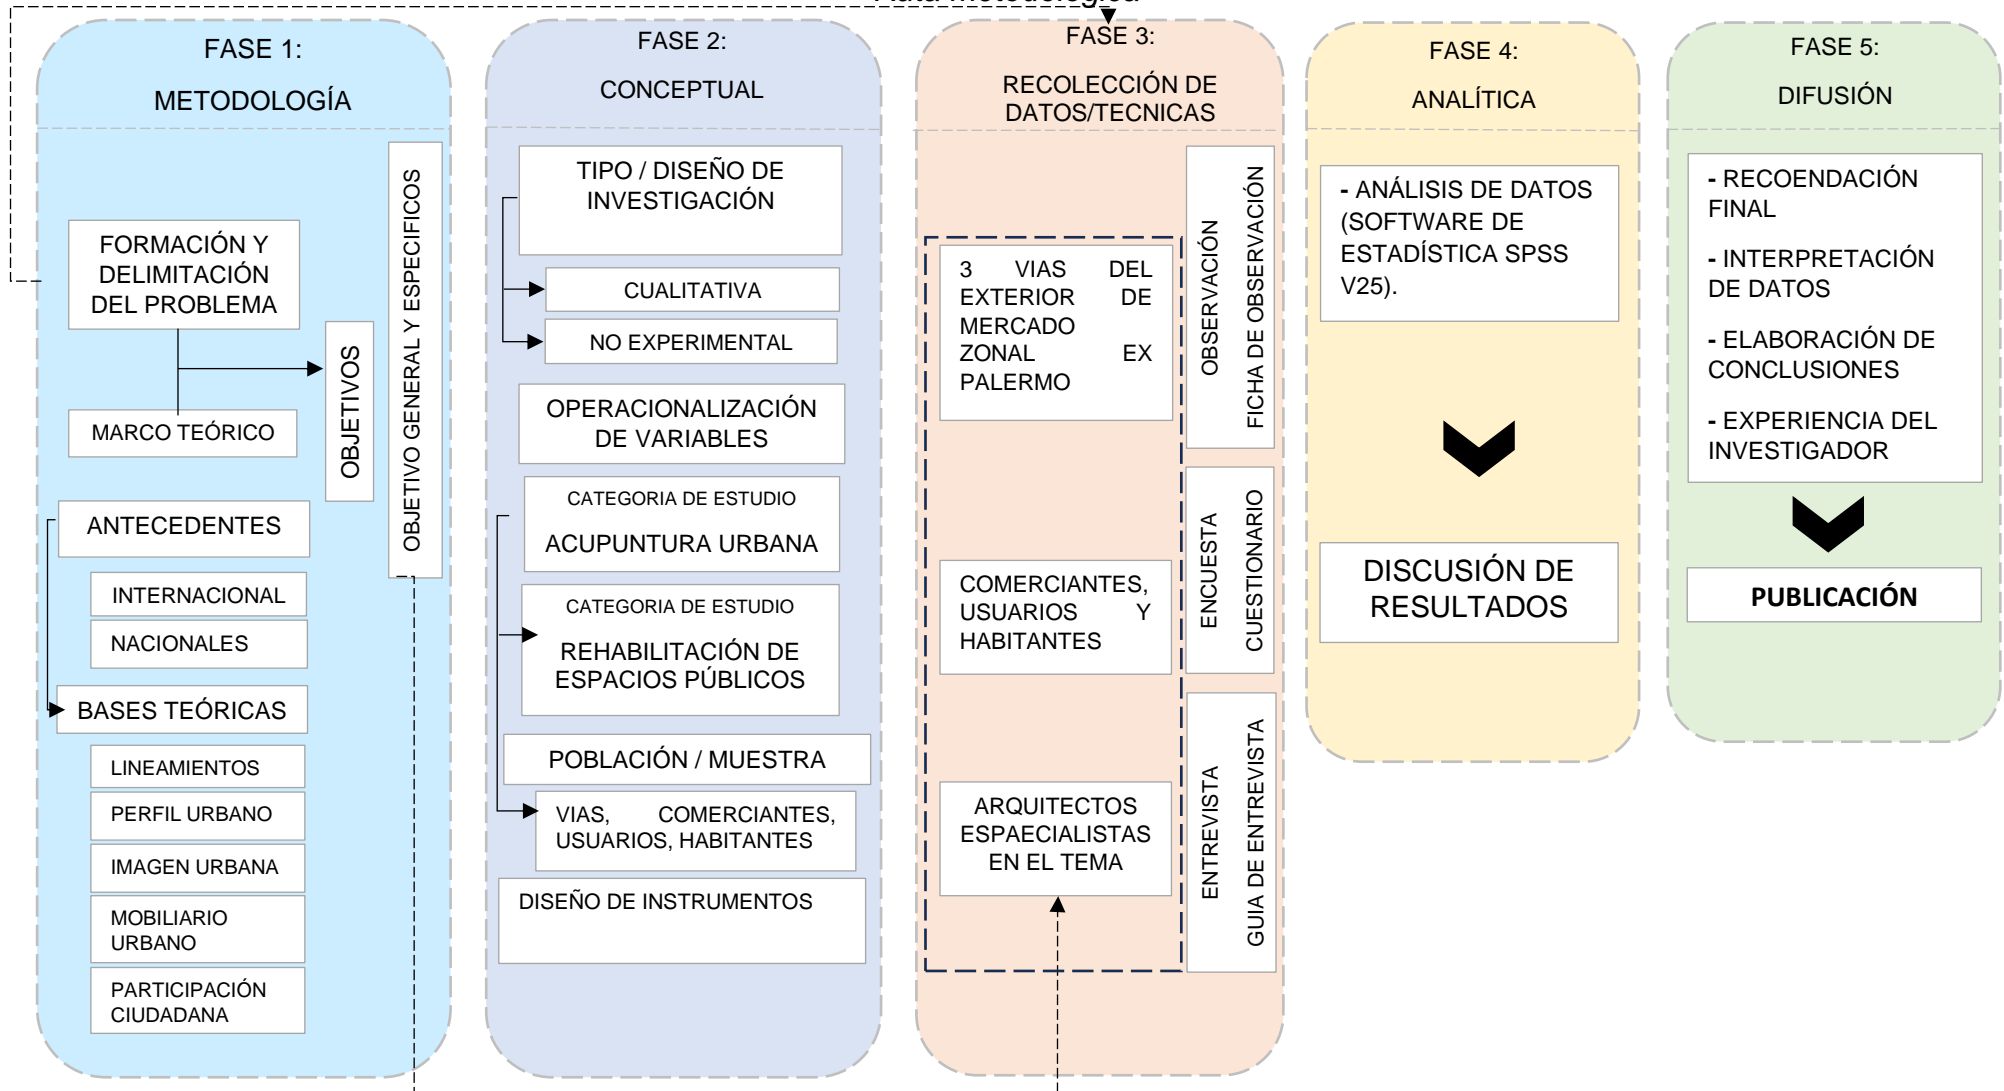 Ruta metodológica
FASE 1:
METODOLOGÍA
FORMACIÓN Y
DELIMITACIÓN
DEL PROBLEMA
MARCO TEÓRICO
OBJETIVOS
OBJETIVO GENERAL Y ESPECIFICOS
ANTECEDENTES
INTERNACIONAL
NACIONALES
BASES TEÓRICAS
LINEAMIENTOS
PERFIL URBANO
IMAGEN URBANA
MOBILIARIO
URBANO
PARTICIPACIÓN
CIUDADANA
FASE 2:
CONCEPTUAL
TIPO / DISEÑO DE
INVESTIGACIÓN
CUALITATIVA
NO EXPERIMENTAL
OPERACIONALIZACIÓN
DE VARIABLES
CATEGORIA DE ESTUDIO
ACUPUNTURA URBANA
CATEGORIA DE ESTUDIO
REHABILITACIÓN DE
ESPACIOS PÚBLICOS
POBLACIÓN / MUESTRA
VIAS, COMERCIANTES,
USUARIOS, HABITANTES
DISEÑO DE INSTRUMENTOS
FASE 3:
RECOLECCIÓN DE
DATOS/TECNICAS
3 VIAS DEL
EXTERIOR DE
MERCADO
ZONAL EX
PALERMO
OBSERVACIÓN
FICHA DE OBSERVACIÓN
COMERCIANTES,
USUARIOS Y
HABITANTES
ENCUESTA
CUESTIONARIO
ARQUITECTOS
ESPAECIALISTAS
EN EL TEMA
ENTREVISTA
GUIA DE ENTREVISTA
FASE 4:
ANALÍTICA
- ANÁLISIS DE DATOS
(SOFTWARE DE
ESTADÍSTICA SPSS
V25).
DISCUSIÓN DE
RESULTADOS
FASE 5:
DIFUSIÓN
- RECOENDACIÓN
FINAL
- INTERPRETACIÓN
DE DATOS
- ELABORACIÓN DE
CONCLUSIONES
- EXPERIENCIA DEL
INVESTIGADOR
PUBLICACIÓN